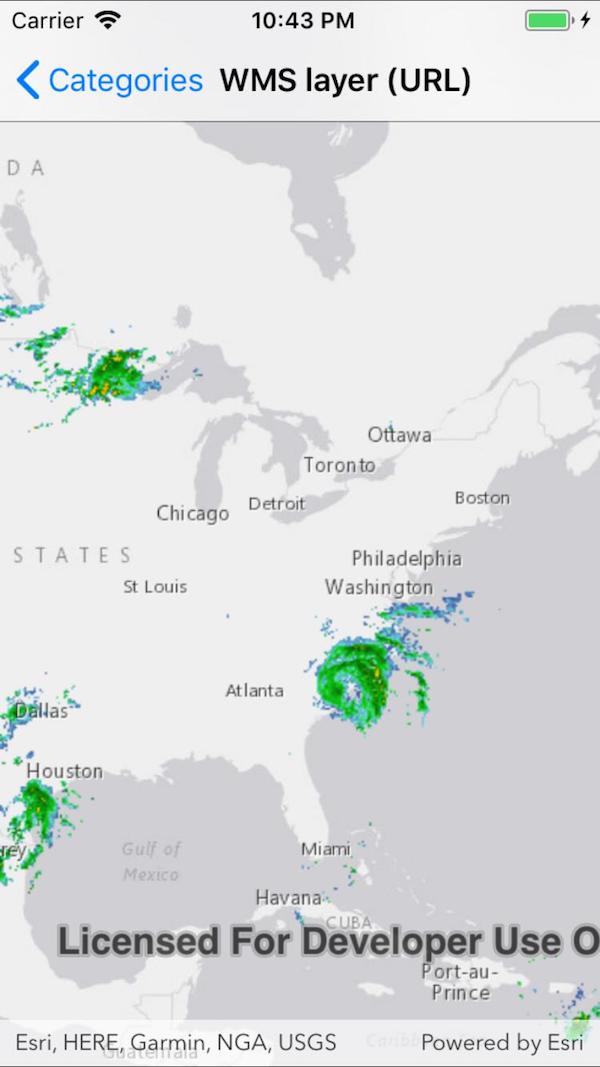 Carrier 10:43 PM
Categories WMS layer (URL)
D A
Ottawa
Toronto
Chicago Detroit Boston
STATES Philadelphia
St Louis Washington
Atlanta
Dallas
Houston
rey Gulf of
Mexico Miami
Havana
CUBA
Licensed For Developer Use O
Port-au-
Prince
Esri, HERE, Garmin, NGA, USGS Powered by Esri